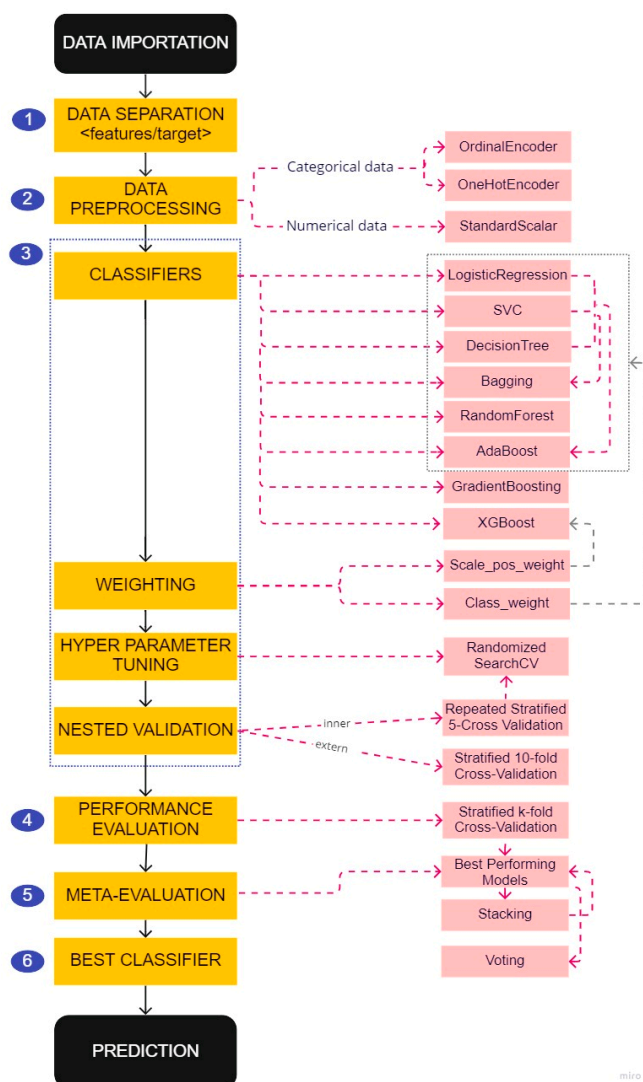 DATA IMPORTATION
1
DATA SEPARATION
<features/target>
2
DATA
PREPROCESSING
Categorical data
OrdinalEncoder
OneHotEncoder
Numerical data
StandardScalar
3
CLASSIFIERS
LogisticRegression
SVC
DecisionTree
Bagging
RandomForest
AdaBoost
GradientBoosting
XGBoost
WEIGHTING
Scale_pos_weight
Class_weight
HYPER PARAMETER
TUNING
Randomized
SearchCV
NESTED VALIDATION
inner
Repeated Stratified
5-Cross Validation
extern
Stratified 10-fold
Cross-Validation
4
PERFORMANCE
EVALUATION
Stratified k-fold
Cross-Validation
5
META-EVALUATION
Best Performing
Models
Stacking
6
BEST CLASSIFIER
Voting
PREDICTION
miro